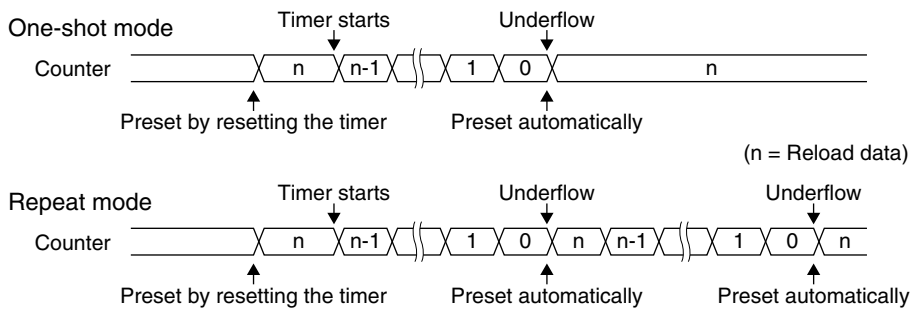 Timer starts Underflow
One-shot mode
Counter n n-1 1 0 n
Preset by resetting the timer Preset automatically
(n = Reload data)
Timer starts Underflow Underflow
Repeat mode
Counter n n-1 1 0 n n-1 1 0 n
Preset by resetting the timer Preset automatically Preset automatically